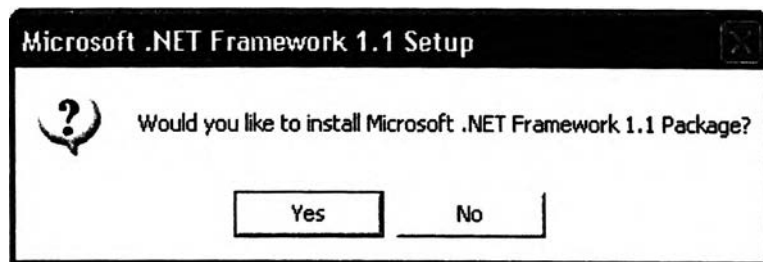 Microsoft .NET Framework 1.1 Setup
?
Would you like to install Microsoft .NET Framework 1.1 Package?
Yes No